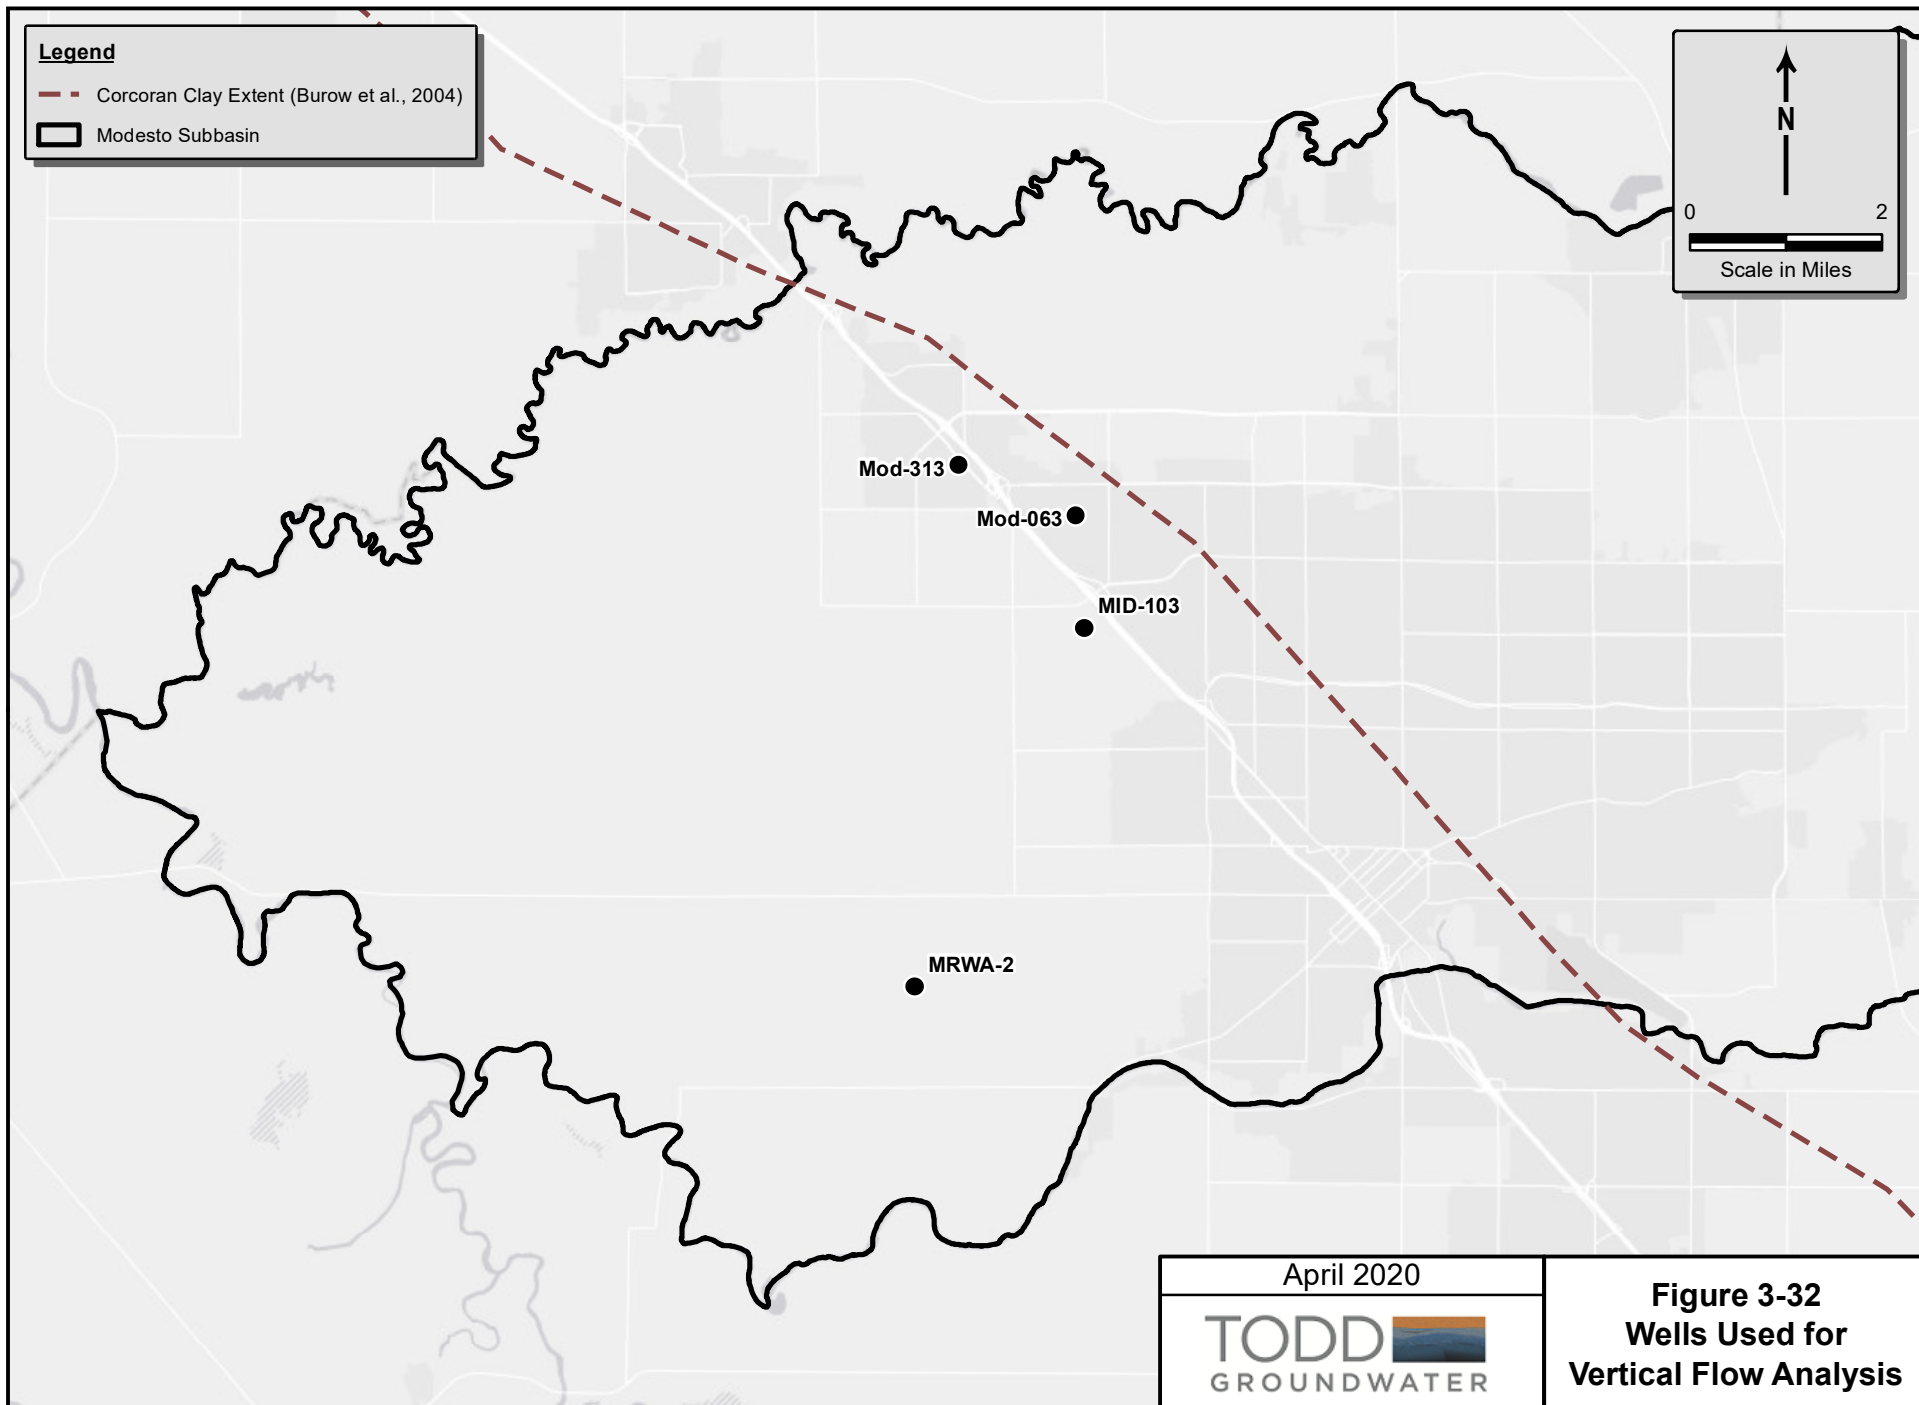 Legend
Corcoran Clay Extent (Burow et al., 2004)
Modesto Subbasin
N
0 2
Scale in Miles
Mod-313
Mod-063
MID-103
MRWA-2
April 2020
TODD
GROUNDWATER
Figure 3-32
Wells Used for
Vertical Flow Analysis